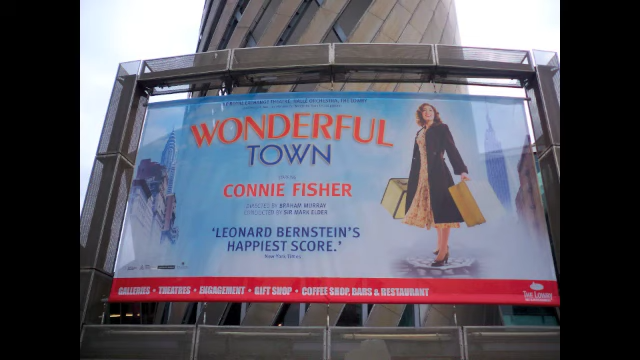 WONDERFUL
TOWN
CONNIE FISHER
DIRECTED BY BRAHAM MURRAY
CONDUCTED BY SIR MARK ELDER
'LEONARD BERNSTEIN'S
HAPPIEST SCORE.'
New York Times
GALLERIES • THEATRES • ENGAGEMENT • GIFT SHOP • COFFEE SHOP, BARS & RESTAURANT
THE LOWRY